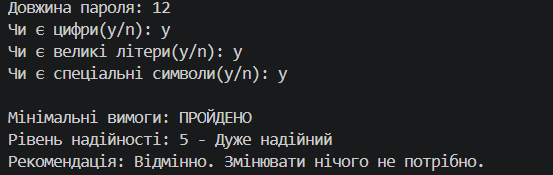 Довжина пароля: 12
Чи є цифри(y/n): y
Чи є великі літери(y/n): y
Чи є спеціальні символи(y/n): y
Мінімальні вимоги: ПРОЙДЕНО
Рівень надійності: 5 - Дуже надійний
Рекомендація: Відмінно. Змінювати нічого не потрібно.